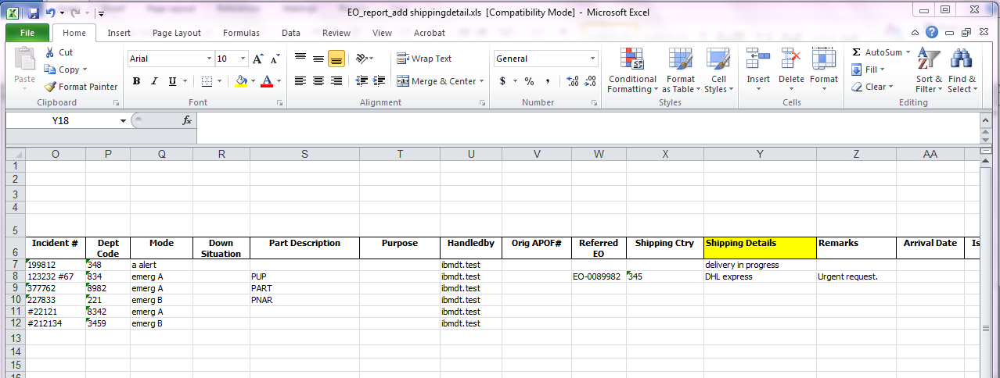 EO_report_add shippingdetail.xls [Compatibility Mode] - Microsoft Excel
File Home Insert Page Layout Formulas Data Review View Acrobat
Cut
Copy
Format Painter
Paste
Clipboard
Arial 10 A A
B I U A
Font
Wrap Text
Merge & Center
Alignment
General
$ % , .00 .0
Number
Conditional Formatting
Format as Table
Cell Styles
Styles
Insert Delete Format
Cells
Σ AutoSum
Fill
Clear
Sort & Filter
Find & Select
Editing
Y18 fx
O P Q R S T U V W X Y Z AA
1
2
3
4
5
6 Incident # Dept Code Mode Down Situation Part Description Purpose Handledby Orig APOF# Referred EO Shipping Ctry Shipping Details Remarks Arrival Date Is
7 199812 348 a alert ibmdt.test delivery in progress
8 123232 #67 834 emerg A PUP ibmdt.test EO-0089982 345 DHL express Urgent request.
9 377762 8982 emerg A PART ibmdt.test
10 227833 221 emerg B PNAR ibmdt.test
11 #22121 8342 emerg A ibmdt.test
12 #212134 3459 emerg B ibmdt.test
13
14
15
16